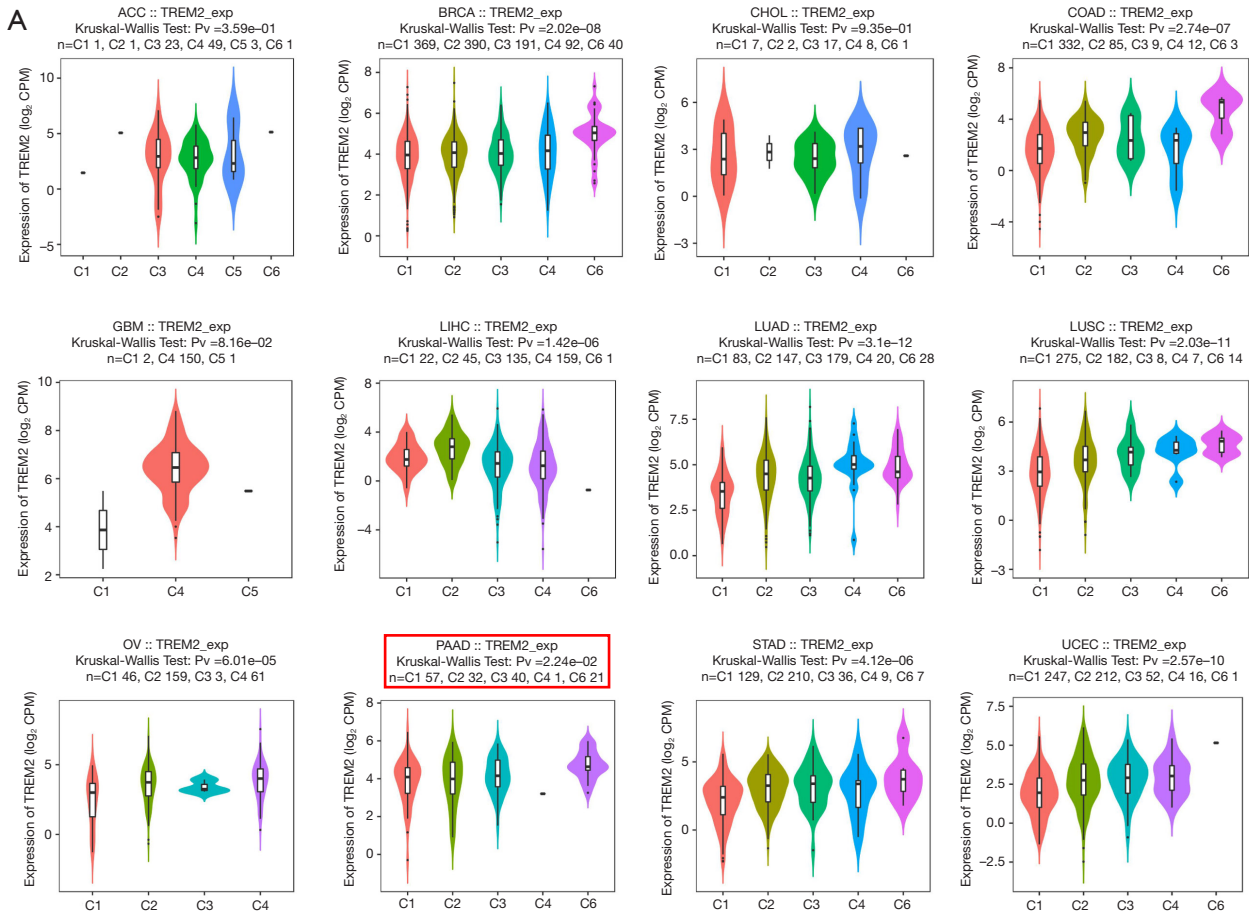 A
ACC :: TREM2_exp
Kruskal-Wallis Test: Pv =3.59e−01
n=C1 1, C2 1, C3 23, C4 49, C5 3, C6 1
Expression of TREM2 (log₂ CPM)
10
5
0
−5
C1 C2 C3 C4 C5 C6
BRCA :: TREM2_exp
Kruskal-Wallis Test: Pv =2.02e−08
n=C1 369, C2 390, C3 191, C4 92, C6 40
Expression of TREM2 (log₂ CPM)
8
6
4
2
0
C1 C2 C3 C4 C6
CHOL :: TREM2_exp
Kruskal-Wallis Test: Pv =9.35e−01
n=C1 7, C2 2, C3 17, C4 8, C6 1
Expression of TREM2 (log₂ CPM)
6
3
0
−3
C1 C2 C3 C4 C6
COAD :: TREM2_exp
Kruskal-Wallis Test: Pv =2.74e−07
n=C1 332, C2 85, C3 9, C4 12, C6 3
Expression of TREM2 (log₂ CPM)
8
4
0
−4
C1 C2 C3 C4 C6
GBM :: TREM2_exp
Kruskal-Wallis Test: Pv =8.16e−02
n=C1 2, C4 150, C5 1
Expression of TREM2 (log₂ CPM)
10
8
6
4
2
C1 C4 C5
LIHC :: TREM2_exp
Kruskal-Wallis Test: Pv =1.42e−06
n=C1 22, C2 45, C3 135, C4 159, C6 1
Expression of TREM2 (log₂ CPM)
8
4
0
−4
C1 C2 C3 C4 C6
LUAD :: TREM2_exp
Kruskal-Wallis Test: Pv =3.1e−12
n=C1 83, C2 147, C3 179, C4 20, C6 28
Expression of TREM2 (log₂ CPM)
7.5
5.0
2.5
0.0
C1 C2 C3 C4 C6
LUSC :: TREM2_exp
Kruskal-Wallis Test: Pv =2.03e−11
n=C1 275, C2 182, C3 8, C4 7, C6 14
Expression of TREM2 (log₂ CPM)
9
6
3
0
−3
C1 C2 C3 C4 C6
OV :: TREM2_exp
Kruskal-Wallis Test: Pv =6.01e−05
n=C1 46, C2 159, C3 3, C4 61
Expression of TREM2 (log₂ CPM)
5
0
C1 C2 C3 C4
PAAD :: TREM2_exp
Kruskal-Wallis Test: Pv =2.24e−02
n=C1 57, C2 32, C3 40, C4 1, C6 21
Expression of TREM2 (log₂ CPM)
8
6
4
2
0
C1 C2 C3 C4 C6
STAD :: TREM2_exp
Kruskal-Wallis Test: Pv =4.12e−06
n=C1 129, C2 210, C3 36, C4 9, C6 7
Expression of TREM2 (log₂ CPM)
5
0
C1 C2 C3 C4 C6
UCEC :: TREM2_exp
Kruskal-Wallis Test: Pv =2.57e−10
n=C1 247, C2 212, C3 52, C4 16, C6 1
Expression of TREM2 (log₂ CPM)
7.5
5.0
2.5
0.0
−2.5
C1 C2 C3 C4 C6